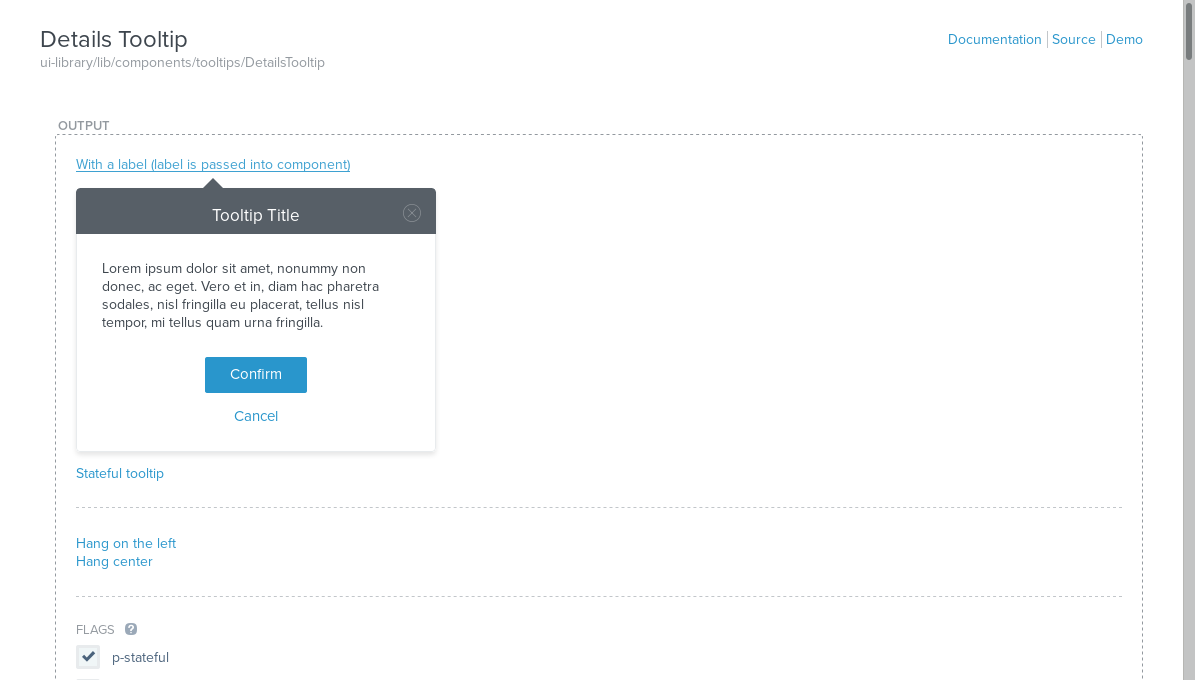 Details Tooltip
ui-library/lib/components/tooltips/DetailsTooltip
Documentation
Source
Demo
OUTPUT
With a label (label is passed into component)
Tooltip Title
Lorem ipsum dolor sit amet, nonummy non
donec, ac eget. Vero et in, diam hac pharetra
sodales, nisl fringilla eu placerat, tellus nisl
tempor, mi tellus quam urna fringilla.
Confirm
Cancel
Stateful tooltip
Hang on the left
Hang center
FLAGS ?
p-stateful